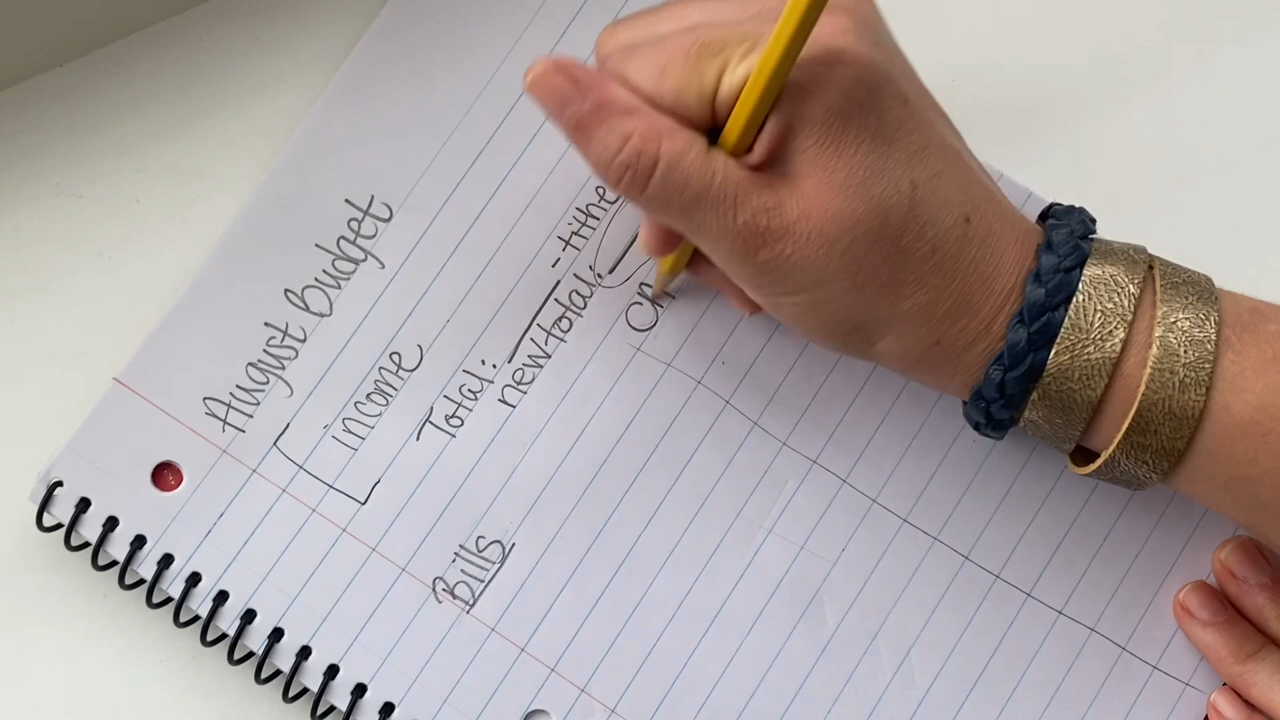 August Budget
income
Total:
- tithe
new total:
Bills